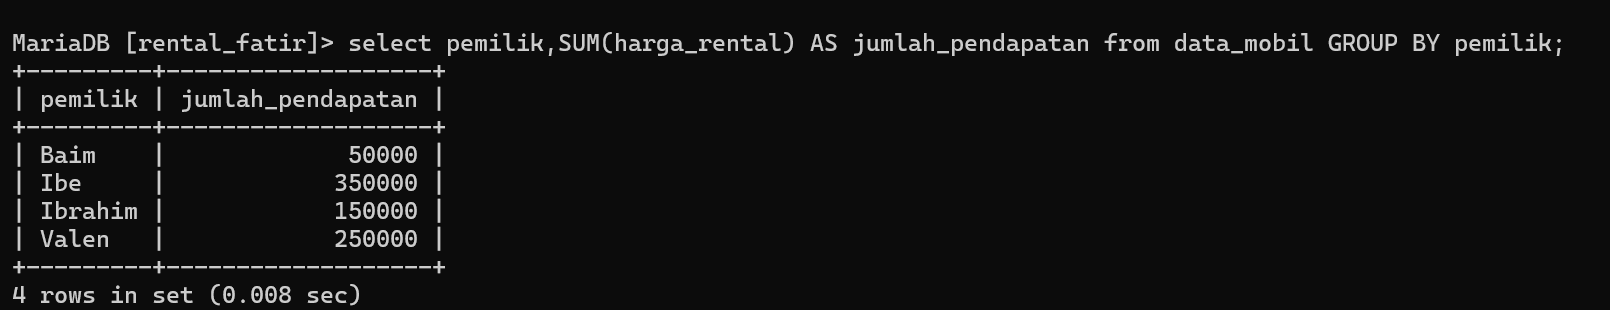 MariaDB [rental_fatir]> select pemilik,SUM(harga_rental) AS jumlah_pendapatan from data_mobil GROUP BY pemilik;
+---------+-------------------+
| pemilik | jumlah_pendapatan |
+---------+-------------------+
| Baim    |             50000 |
| Ibe     |            350000 |
| Ibrahim |            150000 |
| Valen   |            250000 |
+---------+-------------------+
4 rows in set (0.008 sec)